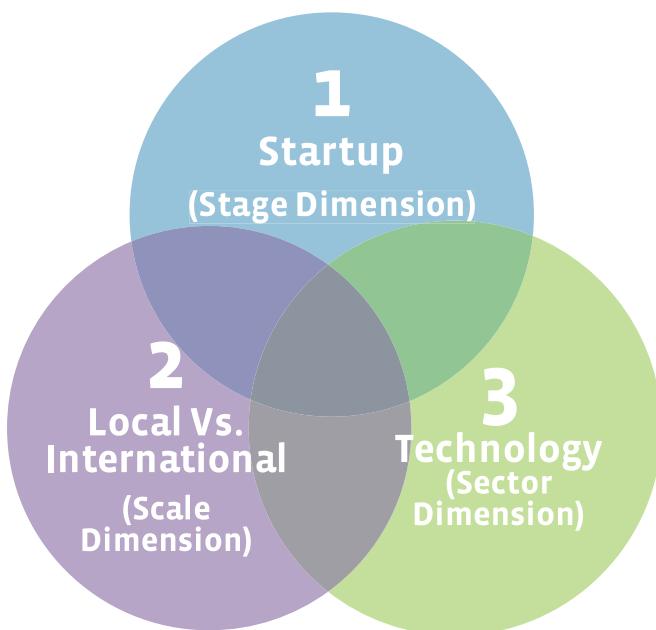 1
Startup
(Stage Dimension)
2
Local Vs.
International
(Scale
Dimension)
3
Technology
(Sector
Dimension)